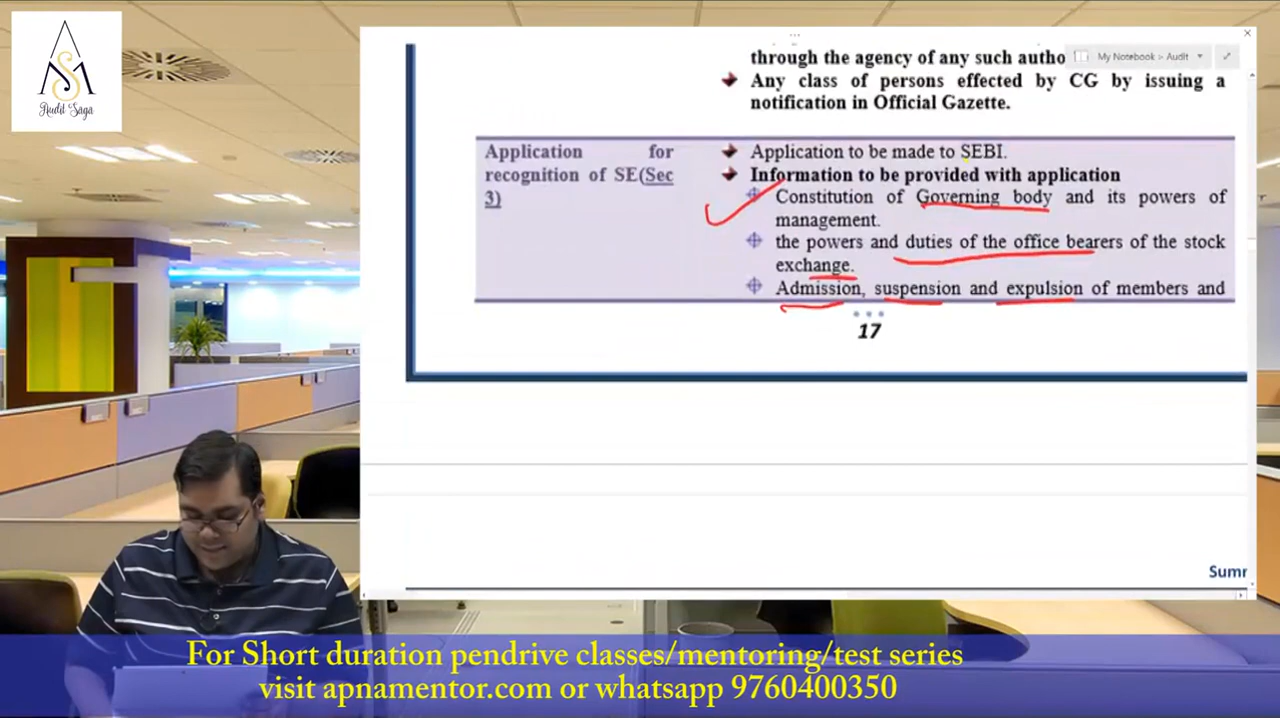 Audit Saga
through the agency of any such autho
My Notebook :- Audit
Any class of persons effected by CG by issuing a
notification in Official Gazette.
Application for
recognition of SE(Sec
3)
Application to be made to SEBI.
Information to be provided with application
Constitution of Governing body and its powers of
management.
the powers and duties of the office bearers of the stock
exchange.
Admission, suspension and expulsion of members and
17
Summ
For Short duration pendrive classes/mentoring/test series
visit apnamentor.com or whatsapp 9760400350